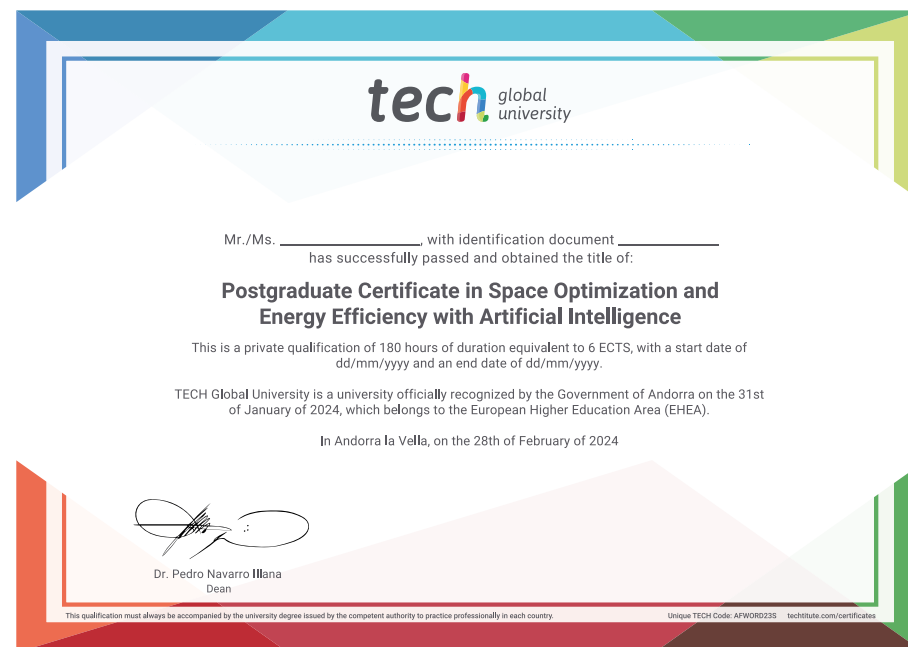 tech global university
Mr./Ms. ____________________, with identification document ______________
has successfully passed and obtained the title of:
Postgraduate Certificate in Space Optimization and
Energy Efficiency with Artificial Intelligence
This is a private qualification of 180 hours of duration equivalent to 6 ECTS, with a start date of
dd/mm/yyyy and an end date of dd/mm/yyyy.
TECH Global University is a university officially recognized by the Government of Andorra on the 31st
of January of 2024, which belongs to the European Higher Education Area (EHEA).
In Andorra la Vella, on the 28th of February of 2024
Dr. Pedro Navarro Illana
Dean
This qualification must always be accompanied by the university degree issued by the competent authority to practice professionally in each country.
Unique TECH Code: AFWORD23S techtitute.com/certificates